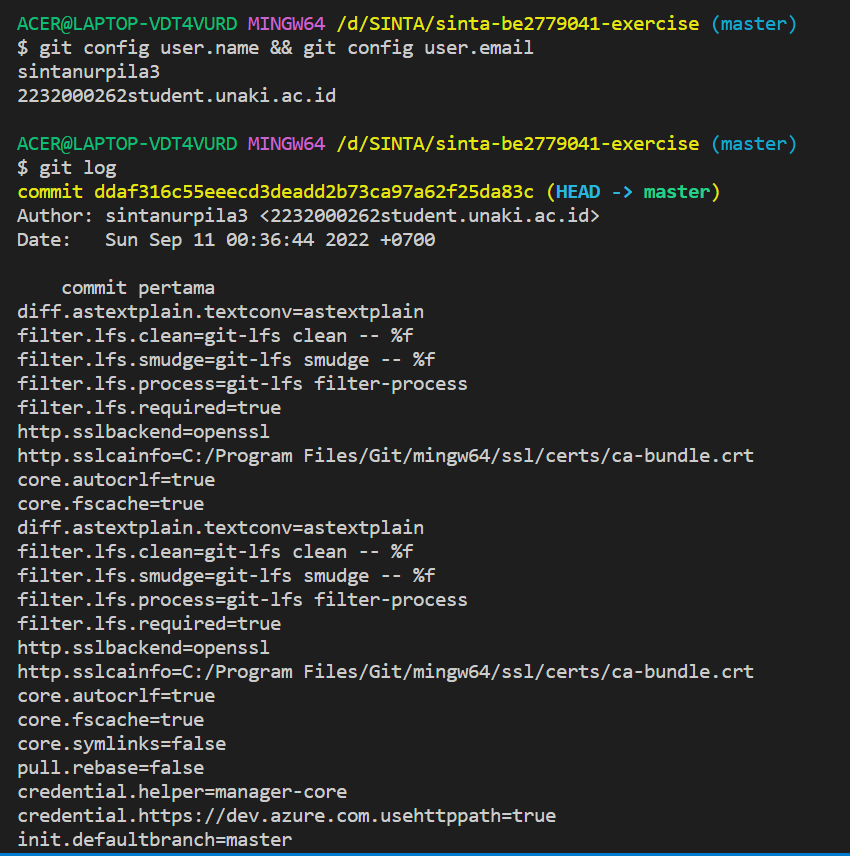 ACER@LAPTOP-VDT4VURD MINGW64 /d/SINTA/sinta-be2779041-exercise (master)
$ git config user.name && git config user.email
sintanurpila3
2232000262student.unaki.ac.id
ACER@LAPTOP-VDT4VURD MINGW64 /d/SINTA/sinta-be2779041-exercise (master)
$ git log
commit ddaf316c55eeecd3deadd2b73ca97a62f25da83c (HEAD -> master)
Author: sintanurpila3 <2232000262student.unaki.ac.id>
Date:   Sun Sep 11 00:36:44 2022 +0700
    commit pertama
diff.astextplain.textconv=astextplain
filter.lfs.clean=git-lfs clean -- %f
filter.lfs.smudge=git-lfs smudge -- %f
filter.lfs.process=git-lfs filter-process
filter.lfs.required=true
http.sslbackend=openssl
http.sslcainfo=C:/Program Files/Git/mingw64/ssl/certs/ca-bundle.crt
core.autocrlf=true
core.fscache=true
diff.astextplain.textconv=astextplain
filter.lfs.clean=git-lfs clean -- %f
filter.lfs.smudge=git-lfs smudge -- %f
filter.lfs.process=git-lfs filter-process
filter.lfs.required=true
http.sslbackend=openssl
http.sslcainfo=C:/Program Files/Git/mingw64/ssl/certs/ca-bundle.crt
core.autocrlf=true
core.fscache=true
core.symlinks=false
pull.rebase=false
credential.helper=manager-core
credential.https://dev.azure.com.usehttppath=true
init.defaultbranch=master